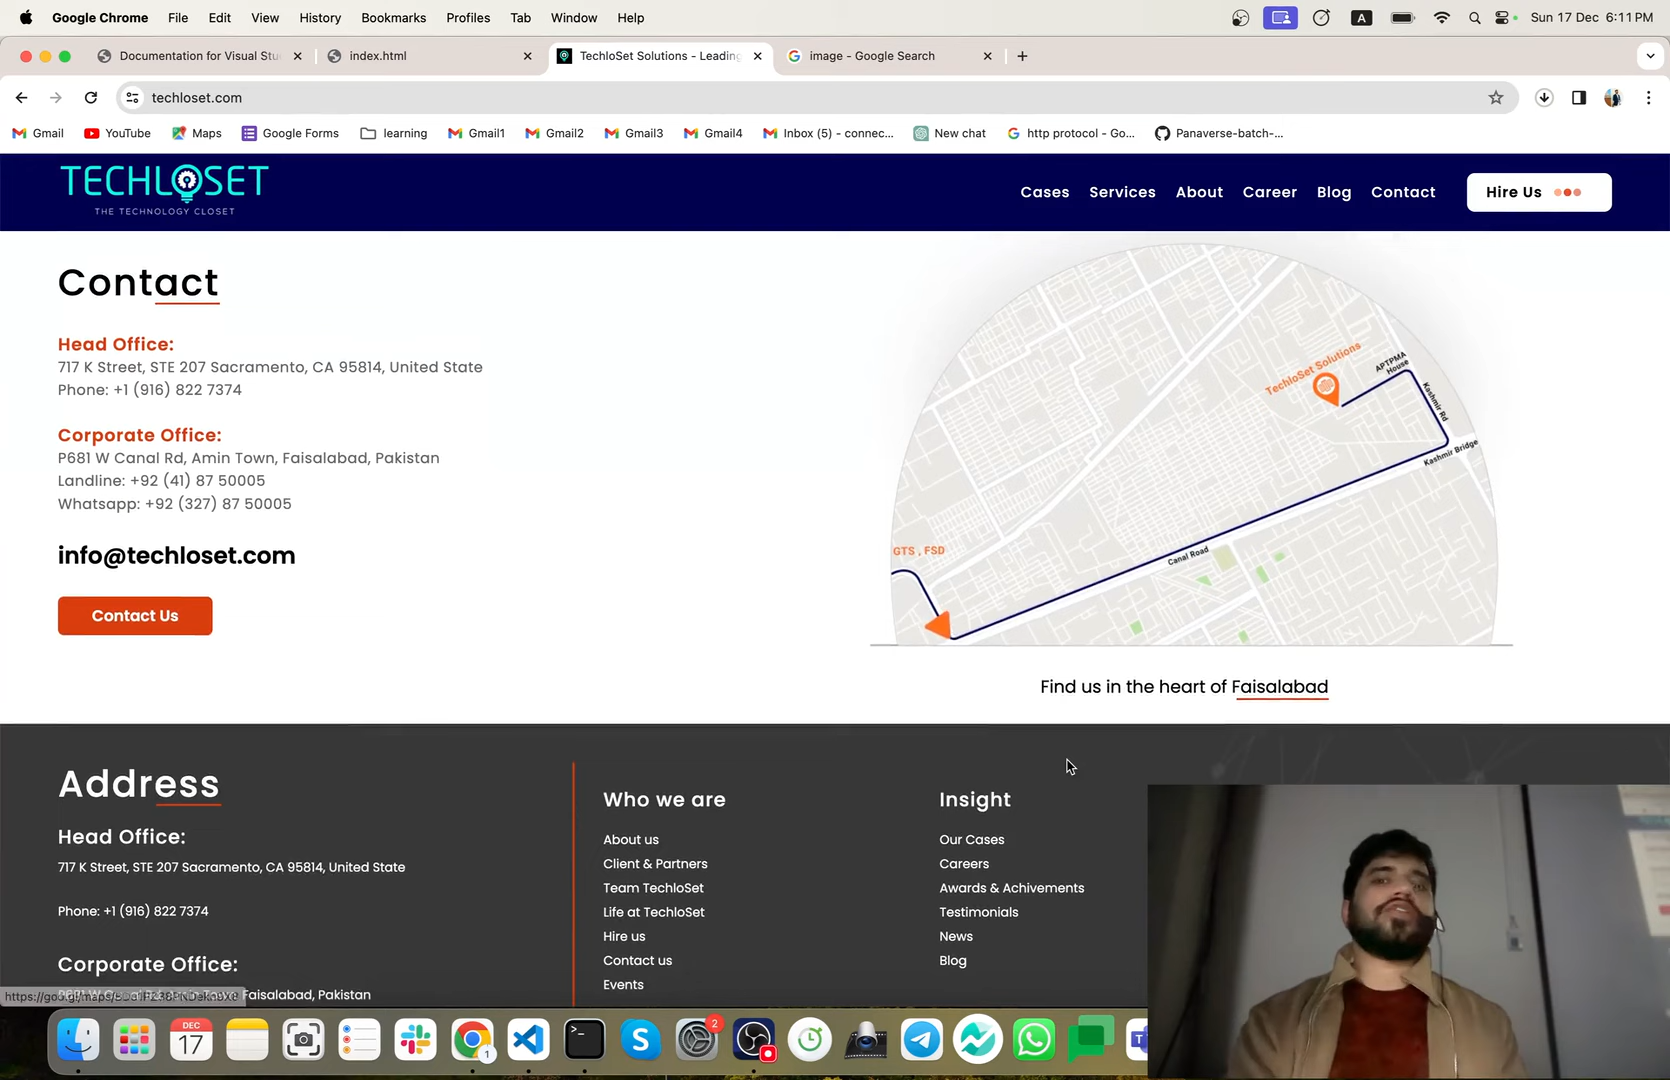 Google Chrome File Edit View History Bookmarks Profiles Tab Window Help
A Sun 17 Dec 6:11 PM
Documentation for Visual Stu
index.html
TechloSet Solutions - Leading
image - Google Search
techloset.com
Gmail YouTube Maps Google Forms learning Gmail1 Gmail2 Gmail3 Gmail4 Inbox (5) - connec... New chat http protocol - Go... Panaverse-batch-...
TECHLOSET
THE TECHNOLOGY CLOSET
Cases Services About Career Blog Contact Hire Us
Contact
Head Office:
717 K Street, STE 207 Sacramento, CA 95814, United State
Phone: +1 (916) 822 7374
Corporate Office:
P681 W Canal Rd, Amin Town, Faisalabad, Pakistan
Landline: +92 (41) 87 50005
Whatsapp: +92 (327) 87 50005
info@techloset.com
Contact Us
TechloSet Solutions
APTPMA
House
Kashmir Rd
Kashmir Bridge
Canal Road
GTS , FSD
Find us in the heart of Faisalabad
Address
Head Office:
717 K Street, STE 207 Sacramento, CA 95814, United State
Phone: +1 (916) 822 7374
Corporate Office:
Faisalabad, Pakistan
Who we are
About us
Client & Partners
Team TechloSet
Life at TechloSet
Hire us
Contact us
Events
Insight
Our Cases
Careers
Awards & Achivements
Testimonials
News
Blog
DEC
17
1
S
2